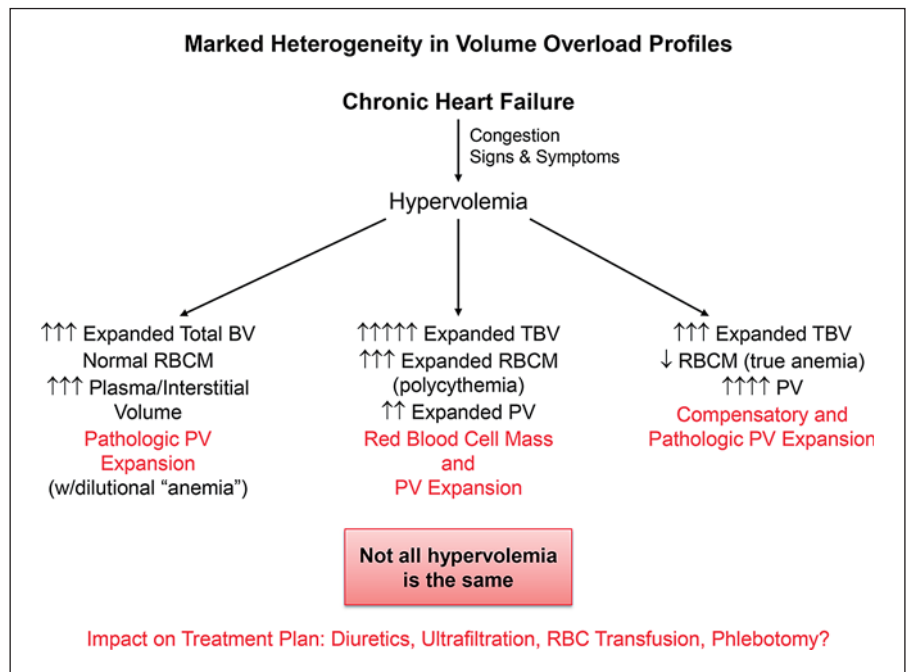 Marked Heterogeneity in Volume Overload Profiles
Chronic Heart Failure
Congestion
Signs & Symptoms
Hypervolemia
↑↑↑ Expanded Total BV
Normal RBCM
↑↑↑ Plasma/Interstitial
Volume
Pathologic PV
Expansion
(w/dilutional “anemia”)
↑↑↑↑↑ Expanded TBV
↑↑↑ Expanded RBCM
(polycythemia)
↑↑ Expanded PV
Red Blood Cell Mass
and
PV Expansion
↑↑↑ Expanded TBV
↓ RBCM (true anemia)
↑↑↑↑ PV
Compensatory and
Pathologic PV Expansion
Not all hypervolemia
is the same
Impact on Treatment Plan: Diuretics, Ultrafiltration, RBC Transfusion, Phlebotomy?